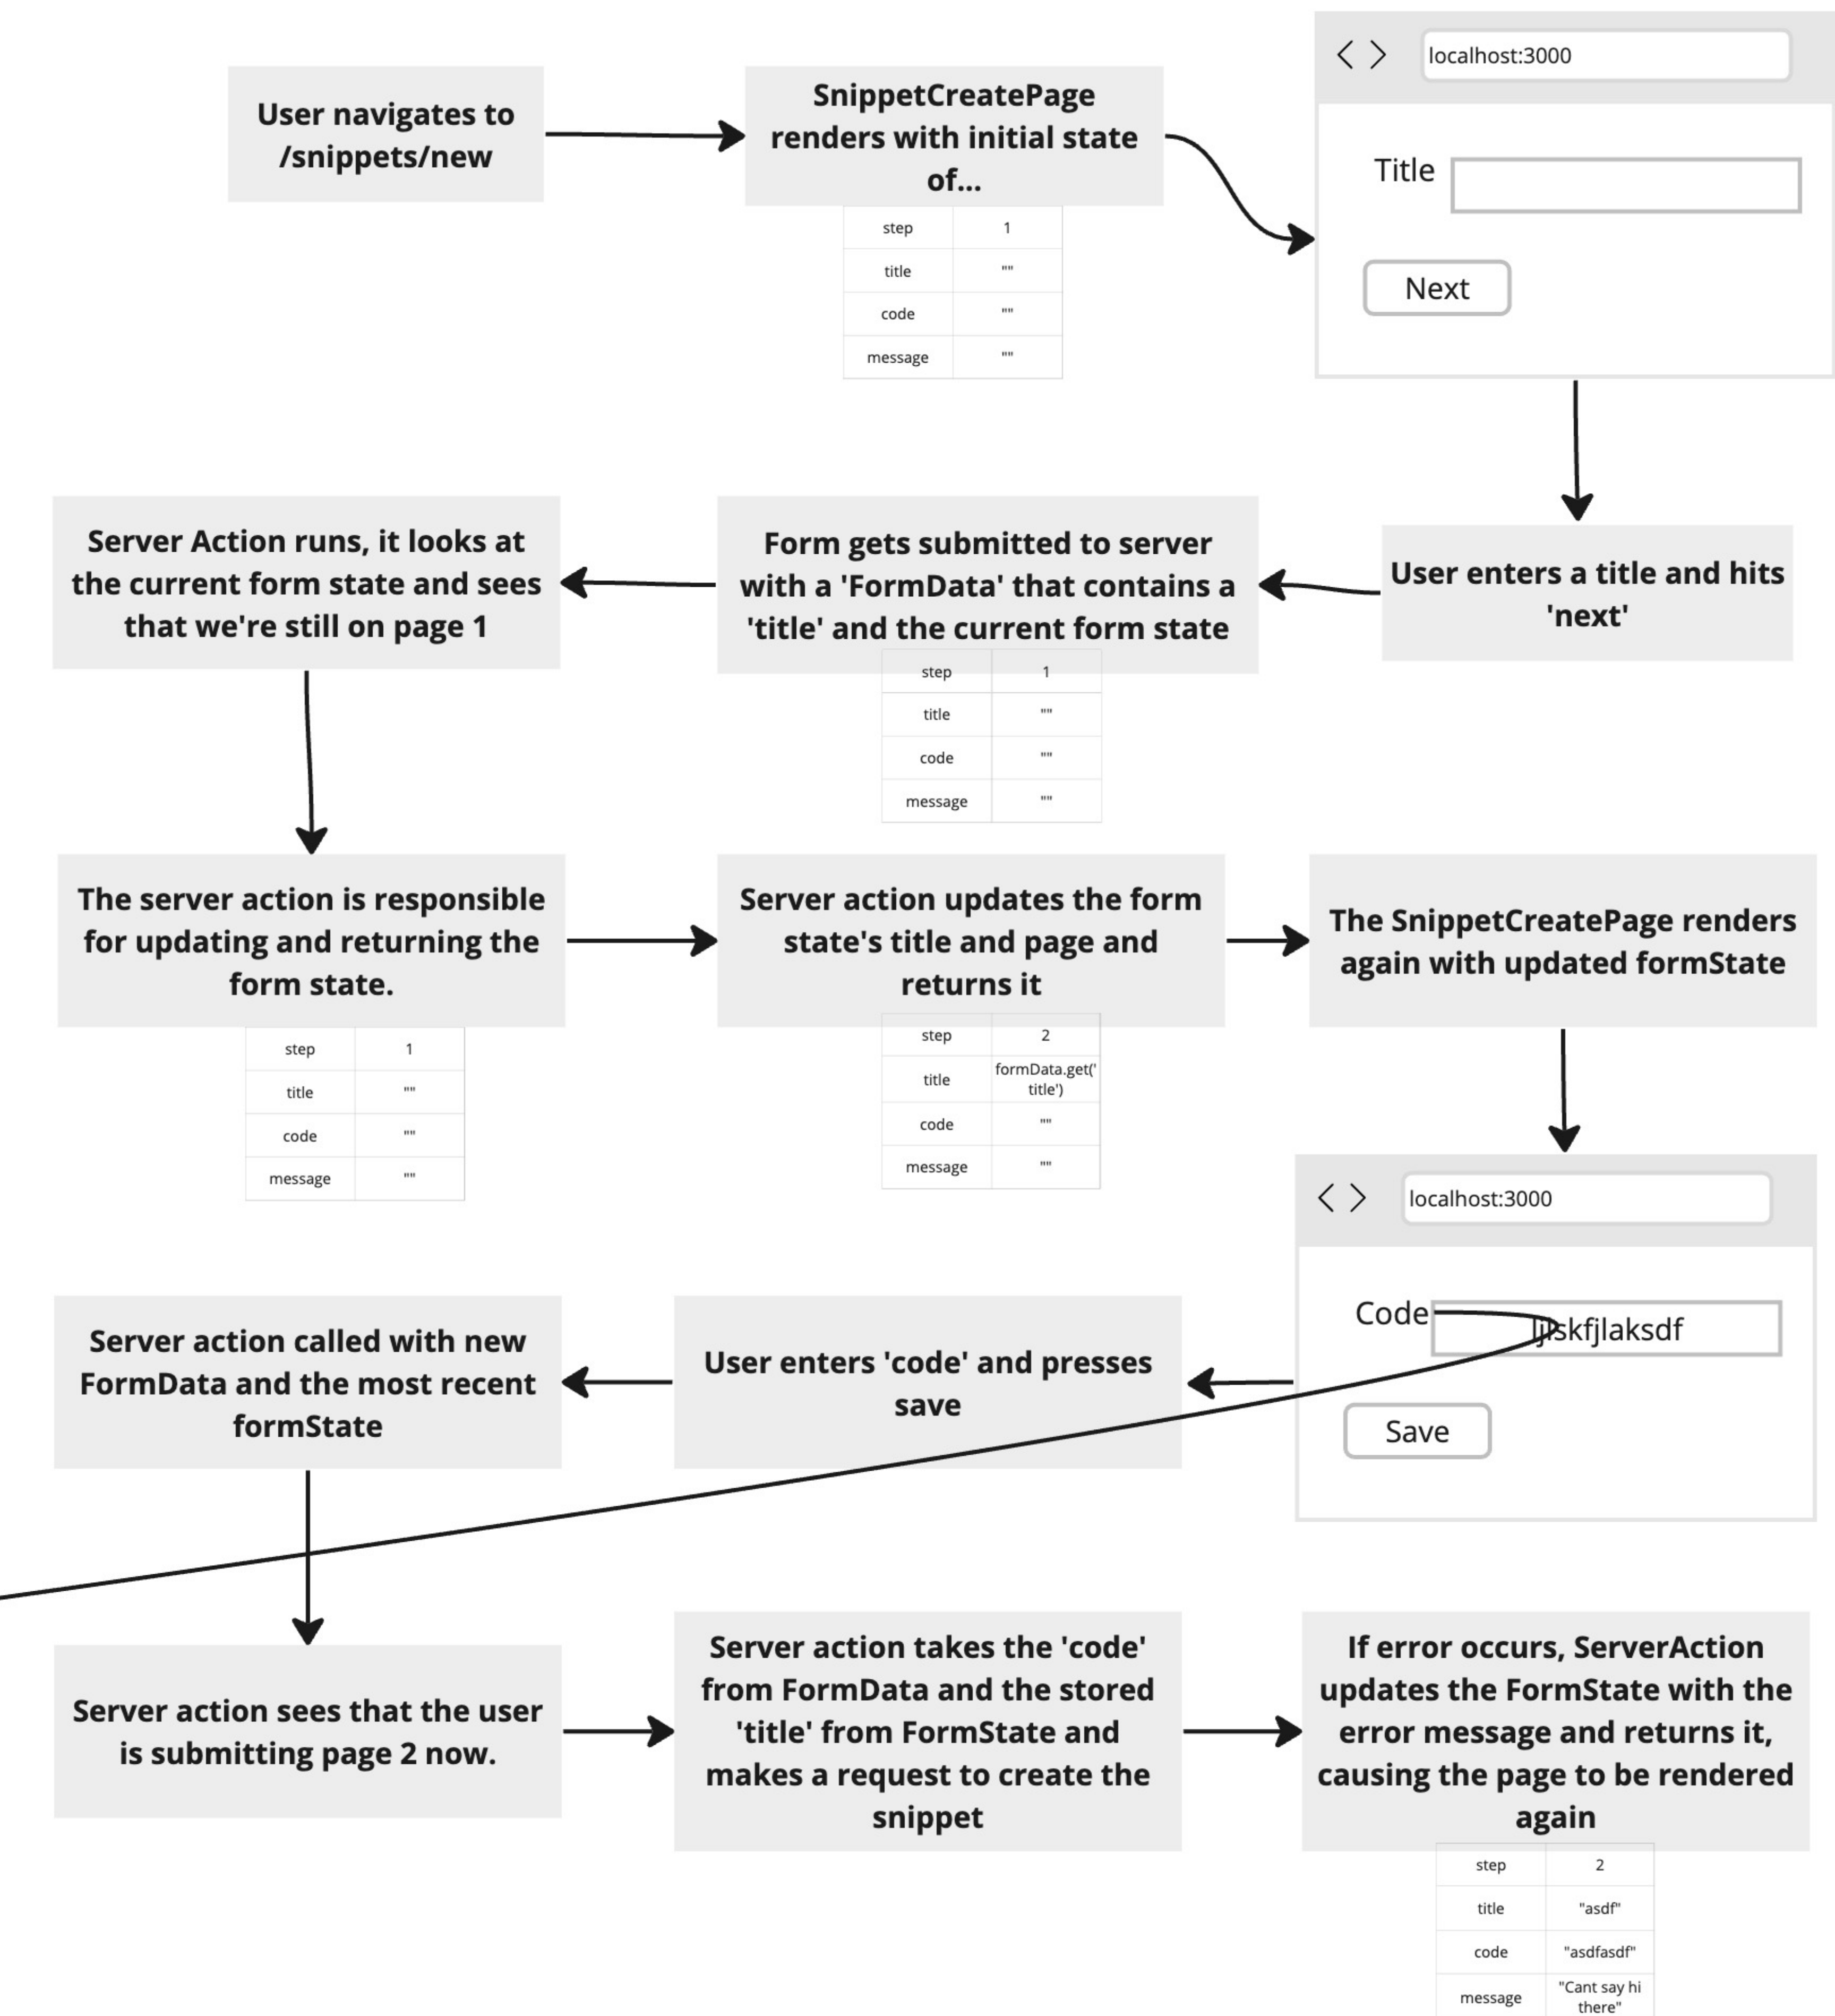 User navigates to
/snippets/new
SnippetCreatePage
renders with initial state
of...
step 1
title ""
code ""
message ""
localhost:3000
Title
Next
Server Action runs, it looks at
the current form state and sees
that we're still on page 1
Form gets submitted to server
with a 'FormData' that contains a
'title' and the current form state
step 1
title ""
code ""
message ""
User enters a title and hits
'next'
The server action is responsible
for updating and returning the
form state.
step 1
title ""
code ""
message ""
Server action updates the form
state's title and page and
returns it
step 2
title formData.get('
title')
code ""
message ""
The SnippetCreatePage renders
again with updated formState
localhost:3000
Code
Save
Server action called with new
FormData and the most recent
formState
User enters 'code' and presses
save
Server action sees that the user
is submitting page 2 now.
Server action takes the 'code'
from FormData and the stored
'title' from FormState and
makes a request to create the
snippet
If error occurs, ServerAction
updates the FormState with the
error message and returns it,
causing the page to be rendered
again
step 2
title "asdf"
code "asdfasdf"
message "Cant say hi
there"